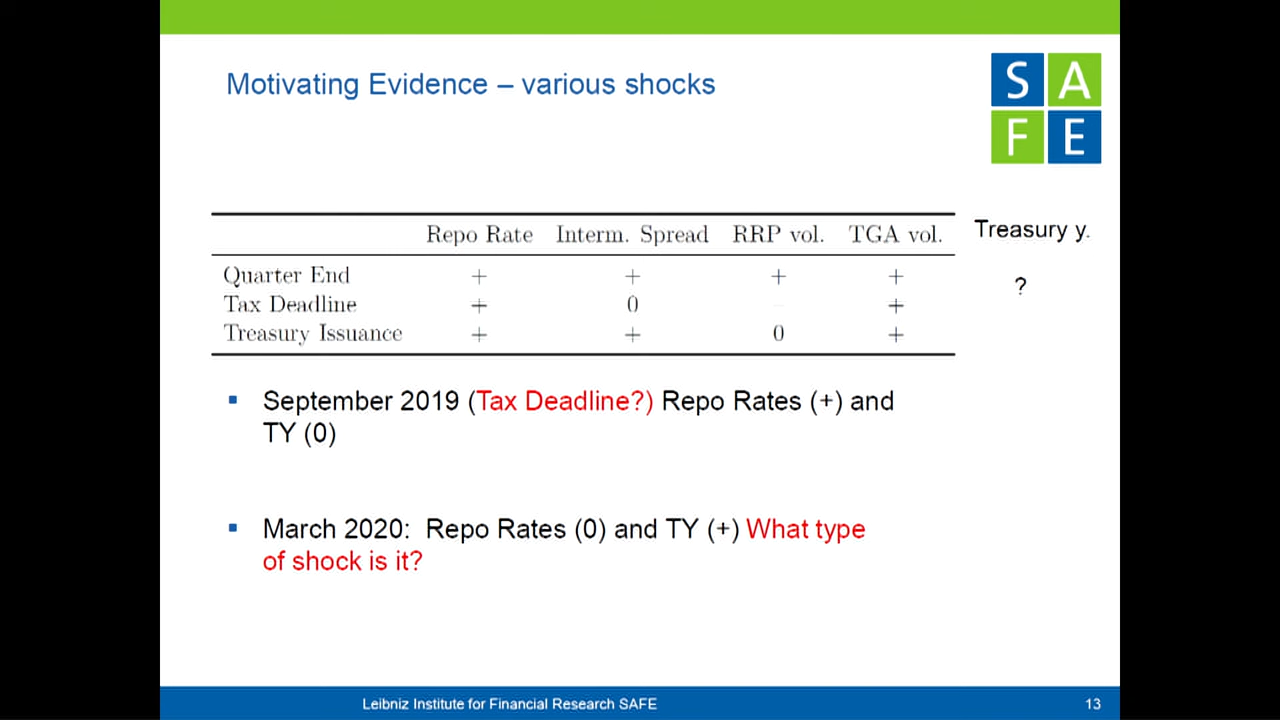 Motivating Evidence – various shocks
S A
F E
Repo Rate Interm. Spread RRP vol. TGA vol. Treasury y.
Quarter End + + + + ?
Tax Deadline + 0 – +
Treasury Issuance + + 0 +
▪ September 2019 (Tax Deadline?) Repo Rates (+) and
TY (0)
▪ March 2020: Repo Rates (0) and TY (+) What type
of shock is it?
Leibniz Institute for Financial Research SAFE 13